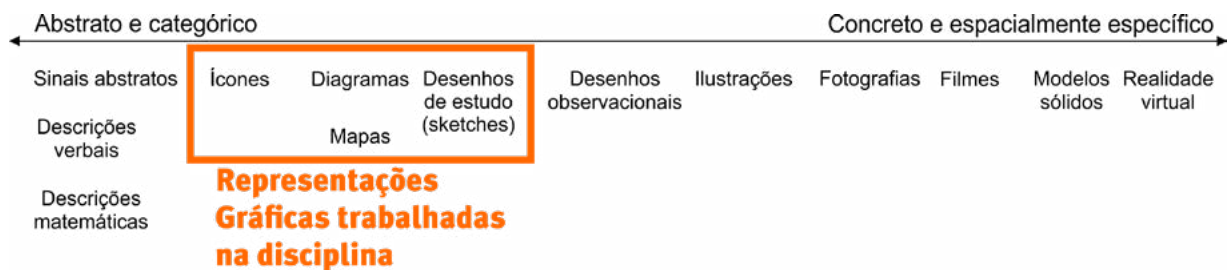 Abstrato e categórico
Concreto e espacialmente específico
Sinais abstratos
Descrições
verbais
Descrições
matemáticas
Ícones
Diagramas
Mapas
Desenhos
de estudo
(sketches)
Desenhos
observacionais
Ilustrações
Fotografias
Filmes
Modelos
sólidos
Realidade
virtual
Representações
Gráficas trabalhadas
na disciplina